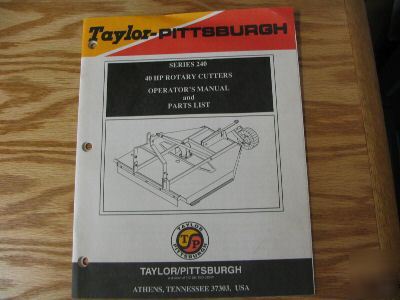 Taylor-PITTSBURGH
SERIES 240
40 HP ROTARY CUTTERS
OPERATOR'S MANUAL
and
PARTS LIST
TAYLOR
TP
PITTSBURGH
TAYLOR/PITTSBURGH
ATHENS, TENNESSEE 37303, USA